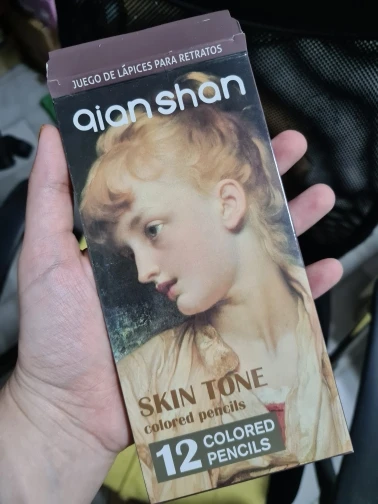 JUEGO DE LÁPICES PARA RETRATOS
qianshan
SKIN TONE
colored pencils
12 COLORED
PENCILS